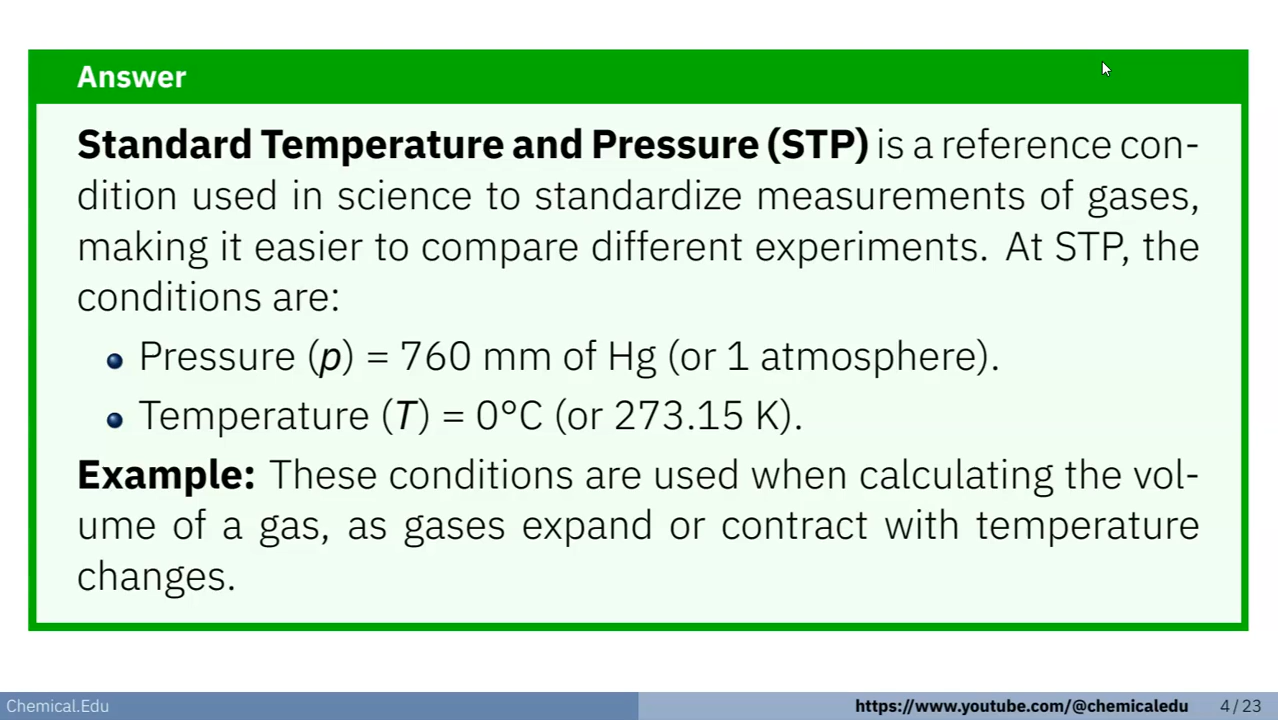 Answer
Standard Temperature and Pressure (STP) is a reference con-
dition used in science to standardize measurements of gases,
making it easier to compare different experiments. At STP, the
conditions are:
Pressure (p) = 760 mm of Hg (or 1 atmosphere).
Temperature (T) = 0°C (or 273.15 K).
Example: These conditions are used when calculating the vol-
ume of a gas, as gases expand or contract with temperature
changes.
Chemical.Edu https://www.youtube.com/@chemicaledu 4 / 23